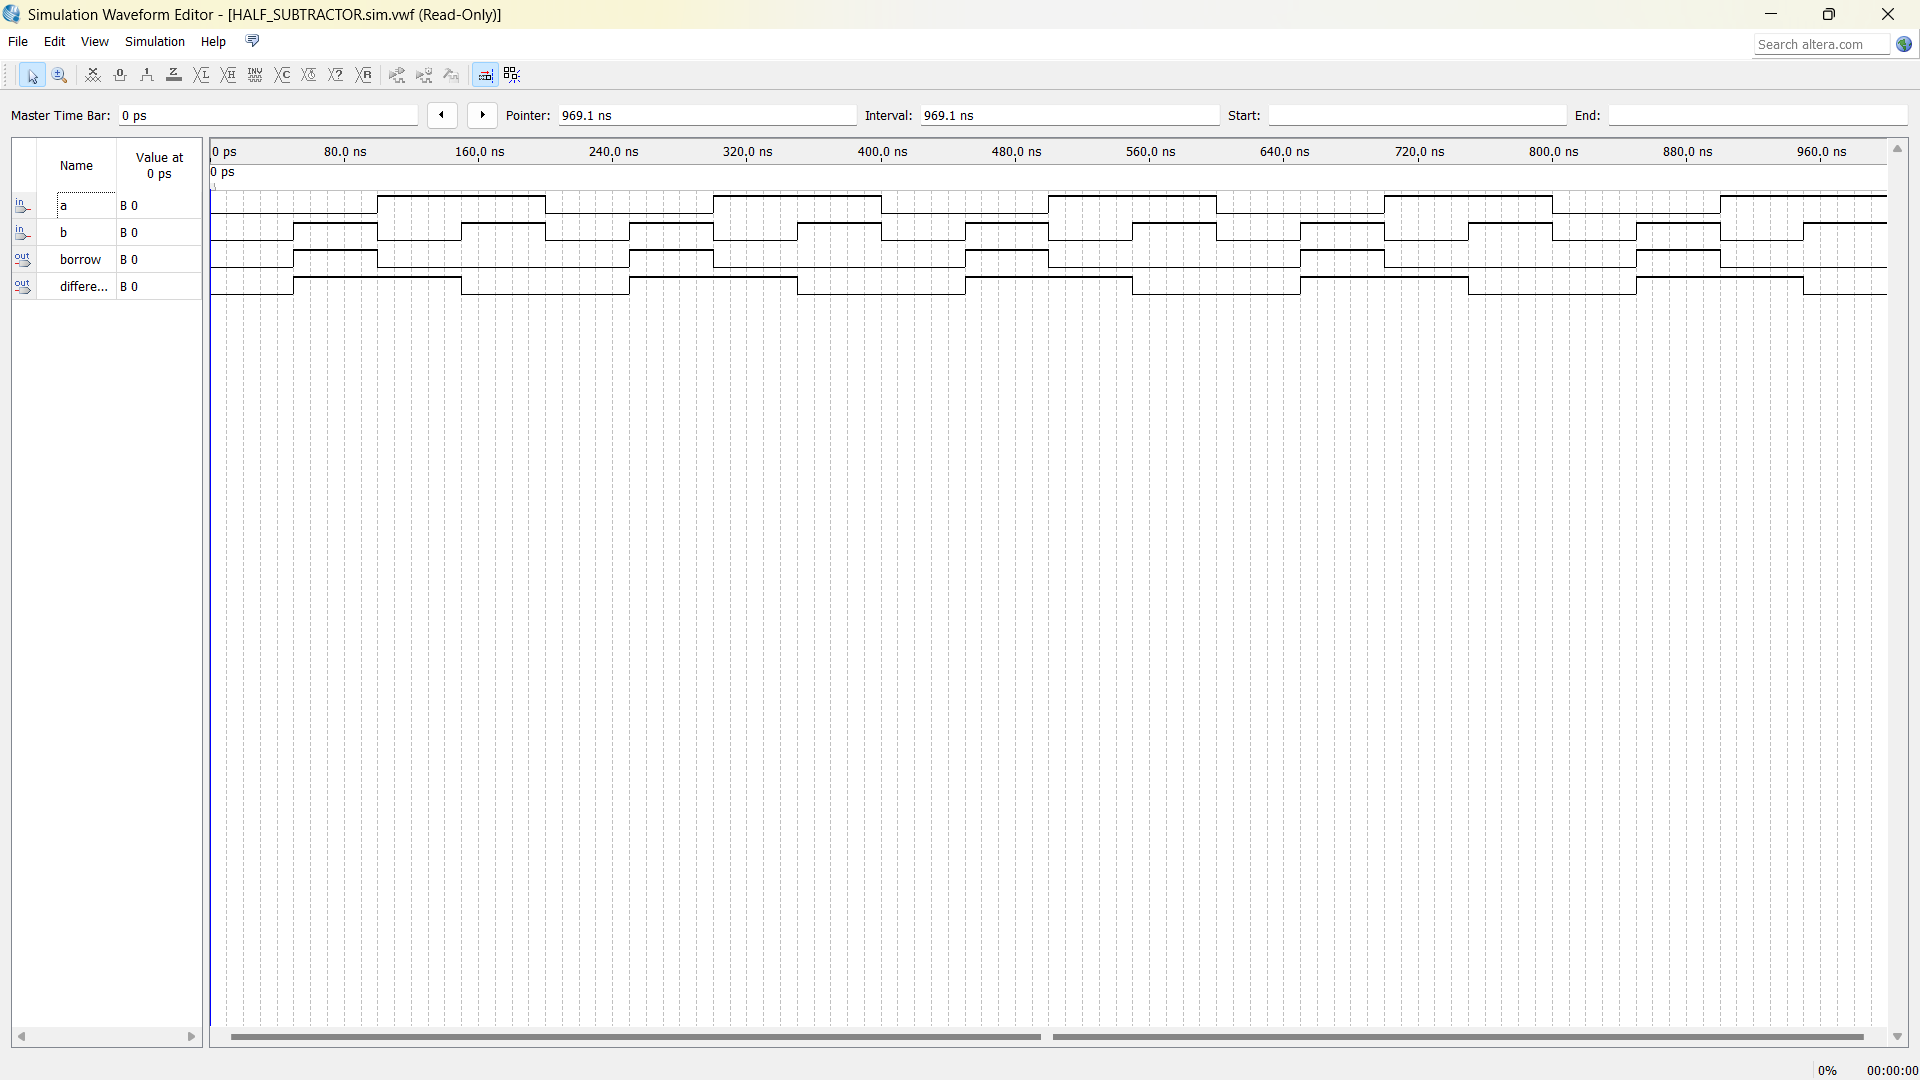 Simulation Waveform Editor - [HALF_SUBTRACTOR.sim.vwf (Read-Only)]
File Edit View Simulation Help
Search altera.com
Master Time Bar: 0 ps Pointer: 969.1 ns Interval: 969.1 ns Start: End:
Name Value at 0 ps
0 ps 80.0 ns 160.0 ns 240.0 ns 320.0 ns 400.0 ns 480.0 ns 560.0 ns 640.0 ns 720.0 ns 800.0 ns 880.0 ns 960.0 ns
0 ps
in a B 0
in b B 0
out borrow B 0
out differe... B 0
0% 00:00:00